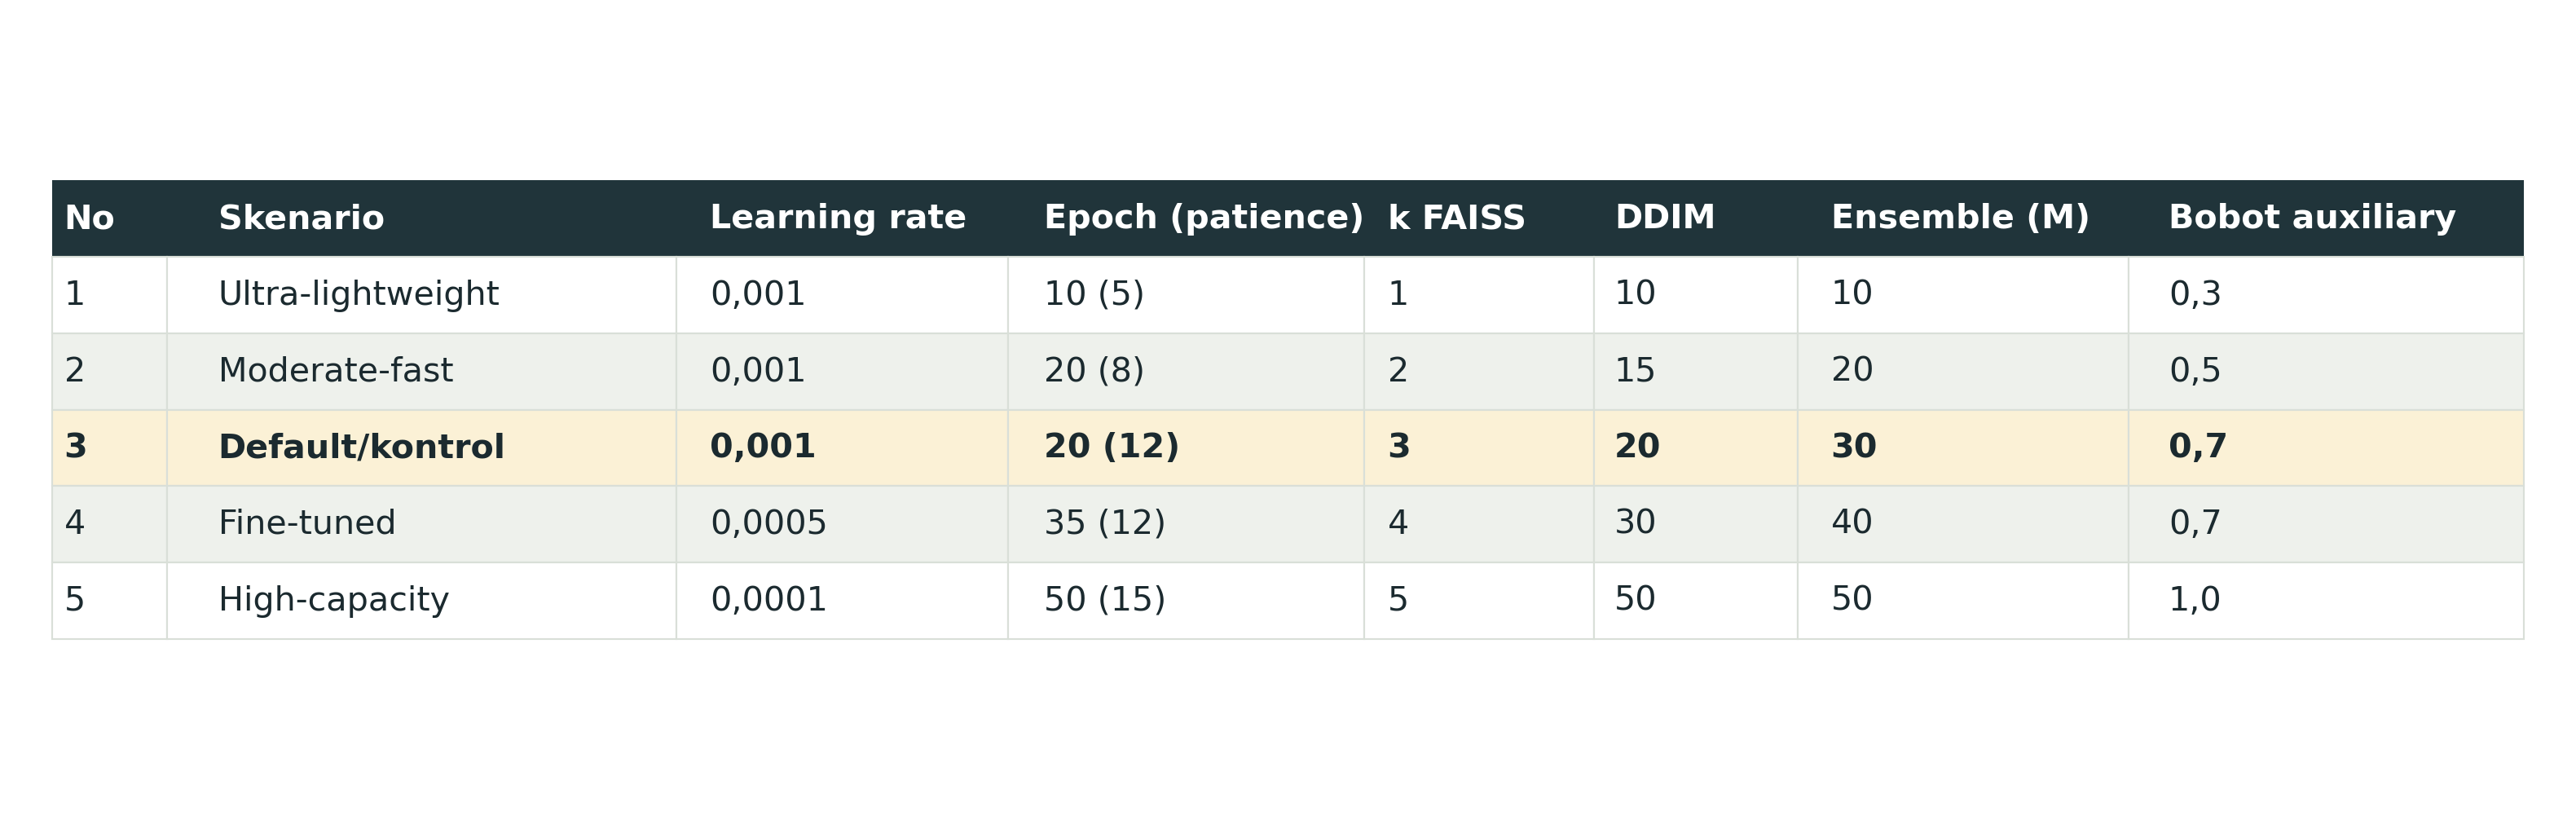 No Skenario Learning rate Epoch (patience) k FAISS DDIM Ensemble (M) Bobot auxiliary
1 Ultra-lightweight 0,001 10 (5) 1 10 10 0,3
2 Moderate-fast 0,001 20 (8) 2 15 20 0,5
3 Default/kontrol 0,001 20 (12) 3 20 30 0,7
4 Fine-tuned 0,0005 35 (12) 4 30 40 0,7
5 High-capacity 0,0001 50 (15) 5 50 50 1,0